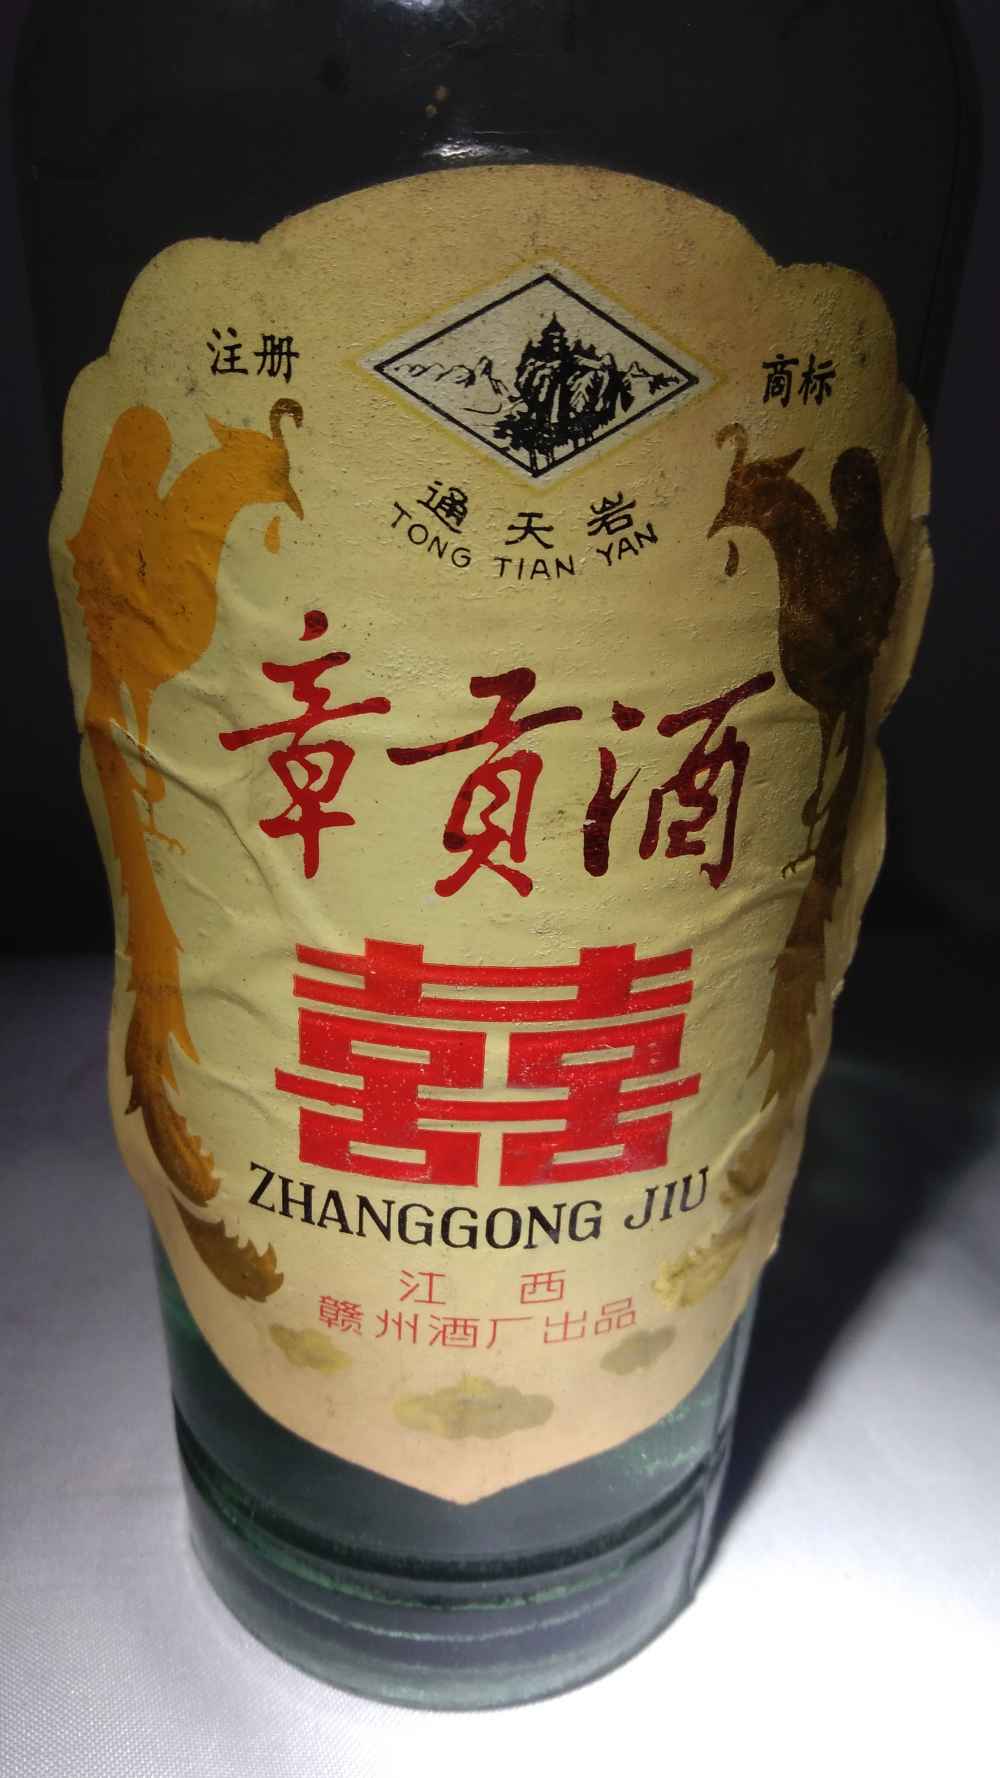 注册 商标
通天岩
TONG TIAN YAN
章贡酒
囍
ZHANGGONG JIU
江西
赣州酒厂出品